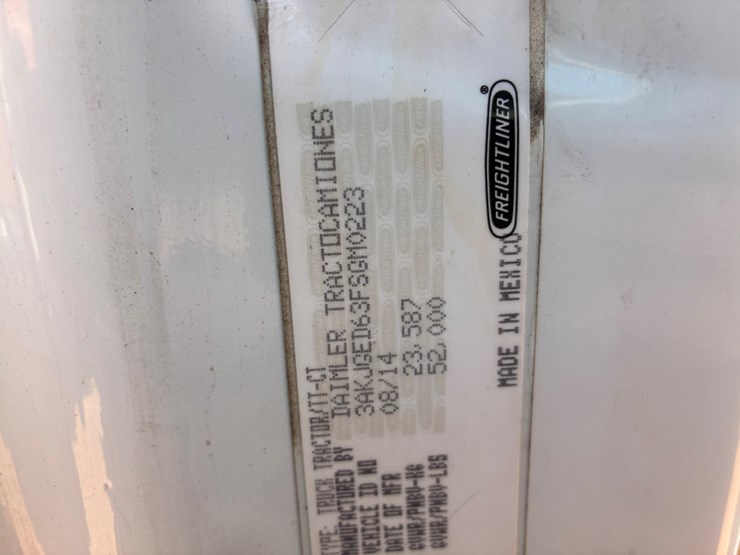 TYPE: TRUCK TRACTOR/TT-CT
MANUFACTURED BY DAIMLER TRACTOCAMIONES
VEHICLE ID NO 3AKJGED63FSGM0223
DATE OF MFR 08/14
GVWR/PNBV-KG 23,587
GVWR/PNBV-LBS 52,000
MADE IN MEXICO
FREIGHTLINER®